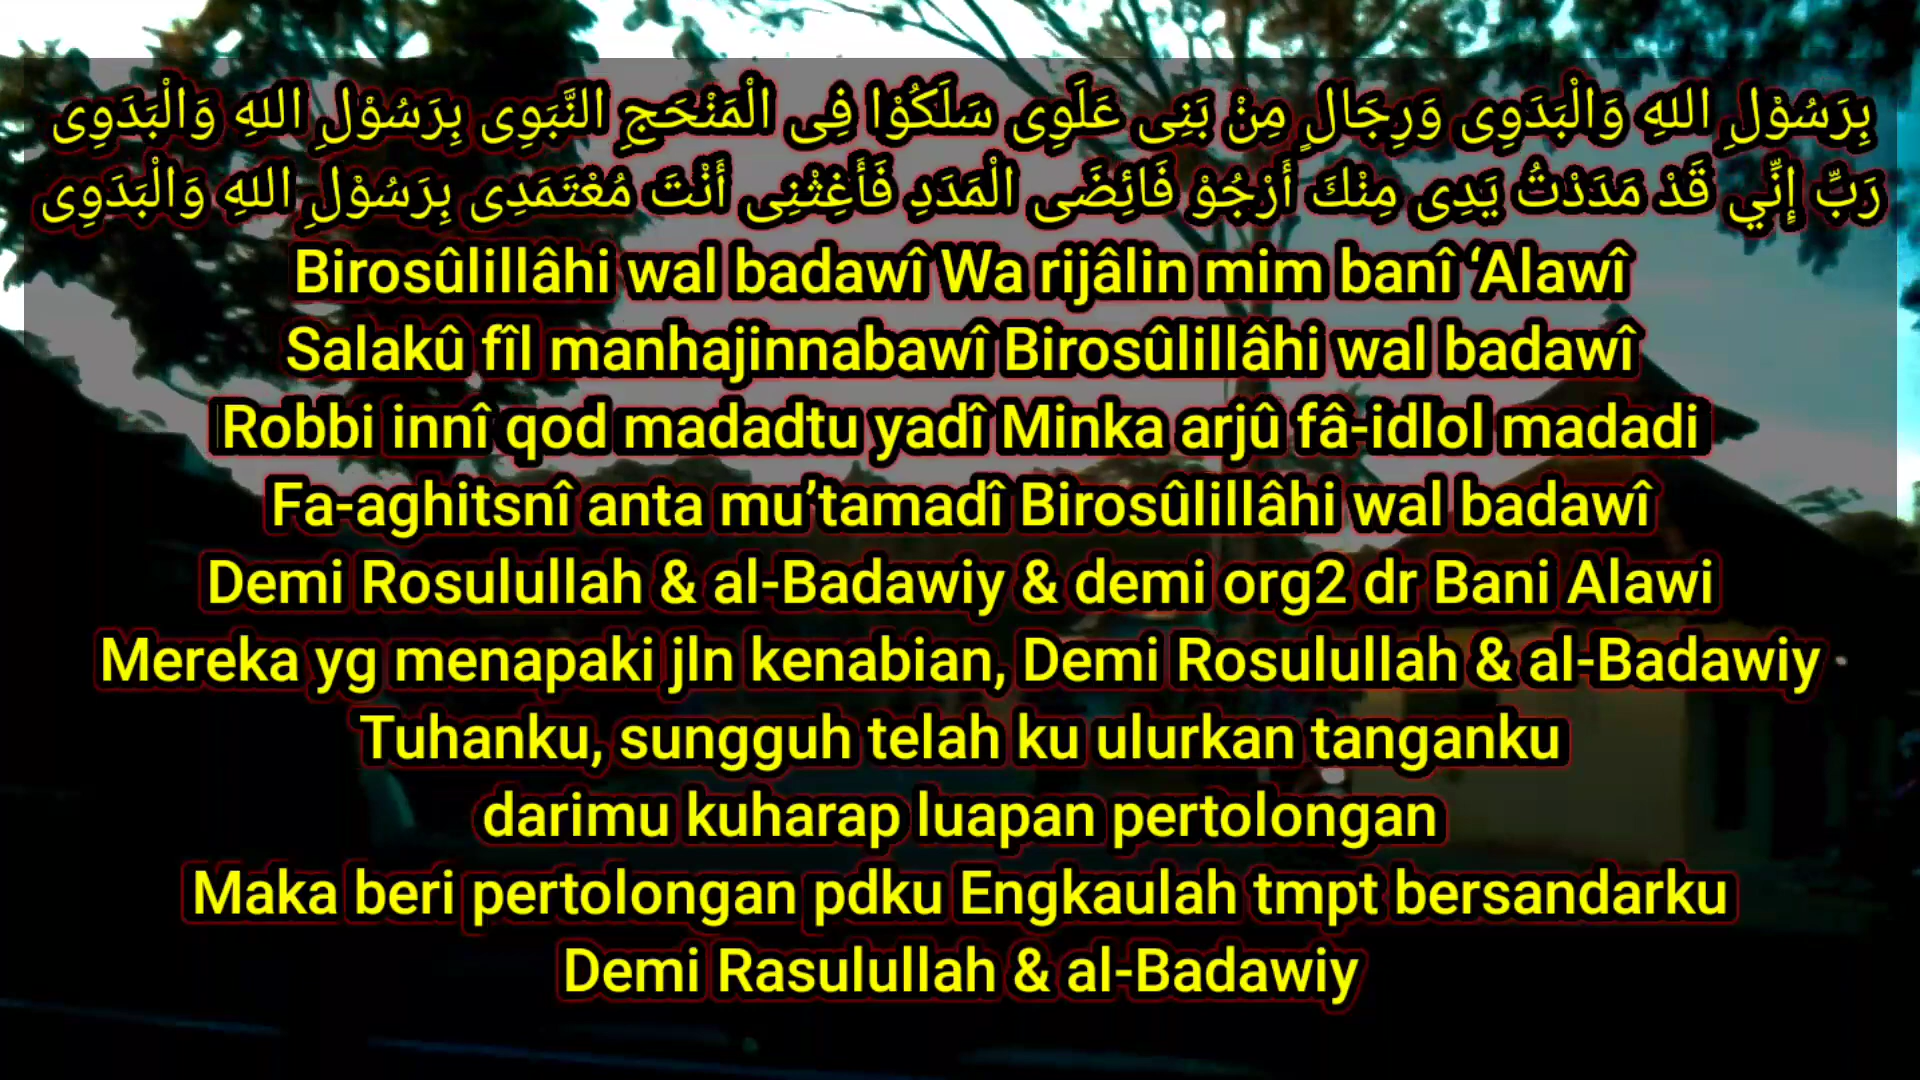 بِرَسُوْلِ اللهِ وَالْبَدَوِى وَرِجَالٍ مِنْ بَنِى عَلَوِى سَلَكُوْا فِى الْمَنْحَجِ النَّبَوِى بِرَسُوْلِ اللهِ وَالْبَدَوِى
رَبِّ إِنِّي قَدْ مَدَدْتُ يَدِى مِنْكَ أَرْجُوْ فَائِضَى الْمَدَدِ فَأَغِثْنِى أَنْتَ مُعْتَمَدِى بِرَسُوْلِ اللهِ وَالْبَدَوِى
Birosûlillâhi wal badawî Wa rijâlin mim banî ‘Alawî
Salakû fîl manhajinnabawî Birosûlillâhi wal badawî
Robbi innî qod madadtu yadî Minka arjû fâ-idlol madadi
Fa-aghitsnî anta mu’tamadî Birosûlillâhi wal badawî
Demi Rosulullah & al-Badawiy & demi org2 dr Bani Alawi
Mereka yg menapaki jln kenabian, Demi Rosulullah & al-Badawiy
Tuhanku, sungguh telah ku ulurkan tanganku
darimu kuharap luapan pertolongan
Maka beri pertolongan pdku Engkaulah tmpt bersandarku
Demi Rasulullah & al-Badawiy